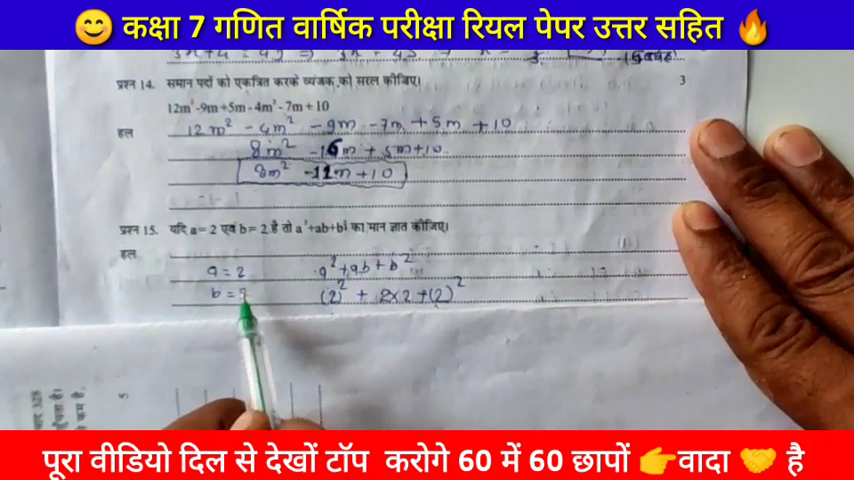 😊 कक्षा 7 गणित वार्षिक परीक्षा रियल पेपर उत्तर सहित 🔥
प्रश्न 14. समान पदों को एकत्रित करके व्यंजक को सरल कीजिए। 3
12m²-9m+5m-4m²-7m+10
हल 12m² - 4m² - 9m - 7m + 5m + 10
8m² - 16m + 5m + 10
8m² - 11m + 10
प्रश्न 15. यदि a= 2 एवं b= 2 है तो a²+ab+b² का मान ज्ञात कीजिए।
हल
a = 2 a² + ab + b²
b = 2 (2)² + 2×2 + (2)²
पूरा वीडियो दिल से देखों टॉप करोगे 60 में 60 छापों 👉वादा 🤝 है